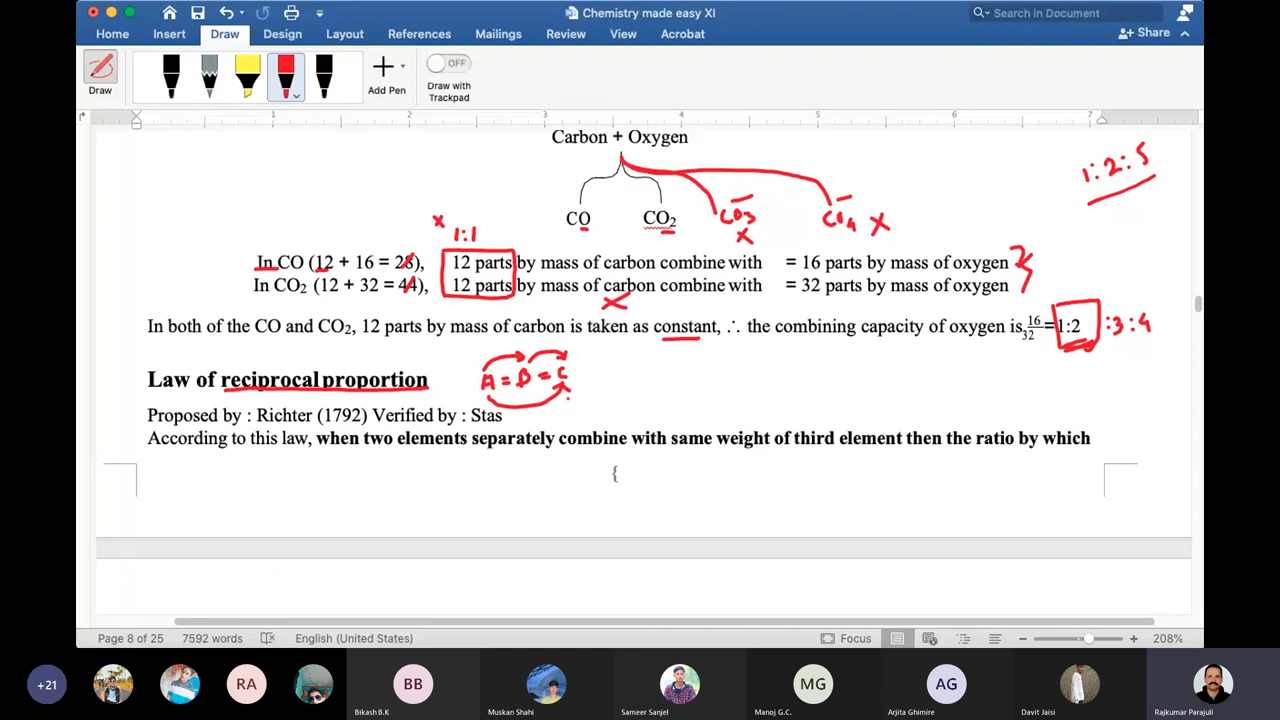 Chemistry made easy XI
Search in Document
Home Insert Draw Design Layout References Mailings Review View Acrobat
Share
Draw
Add Pen
OFF
Draw with
Trackpad
1 2 3 4 5 6 7
Carbon + Oxygen
1:2:5
CO CO2 CO3 CO4 X
x
x
1:1
In CO (12 + 16 = 28), 12 parts by mass of carbon combine with = 16 parts by mass of oxygen
In CO₂ (12 + 32 = 44), 12 parts by mass of carbon combine with = 32 parts by mass of oxygen
x
In both of the CO and CO₂, 12 parts by mass of carbon is taken as constant, ∴ the combining capacity of oxygen is, 16/32 = 1:2 :3:4
Law of reciprocal proportion
A = B = C
Proposed by : Richter (1792) Verified by : Stas
According to this law, when two elements separately combine with same weight of third element then the ratio by which
Page 8 of 25 7592 words English (United States) Focus 208%
+21 RA BB MG AG
Bikash B.K Muskan Shahi Sameer Sanjel Manoj G.C. Arjita Ghimire Davit Jaisi Rajkumar Parajuli